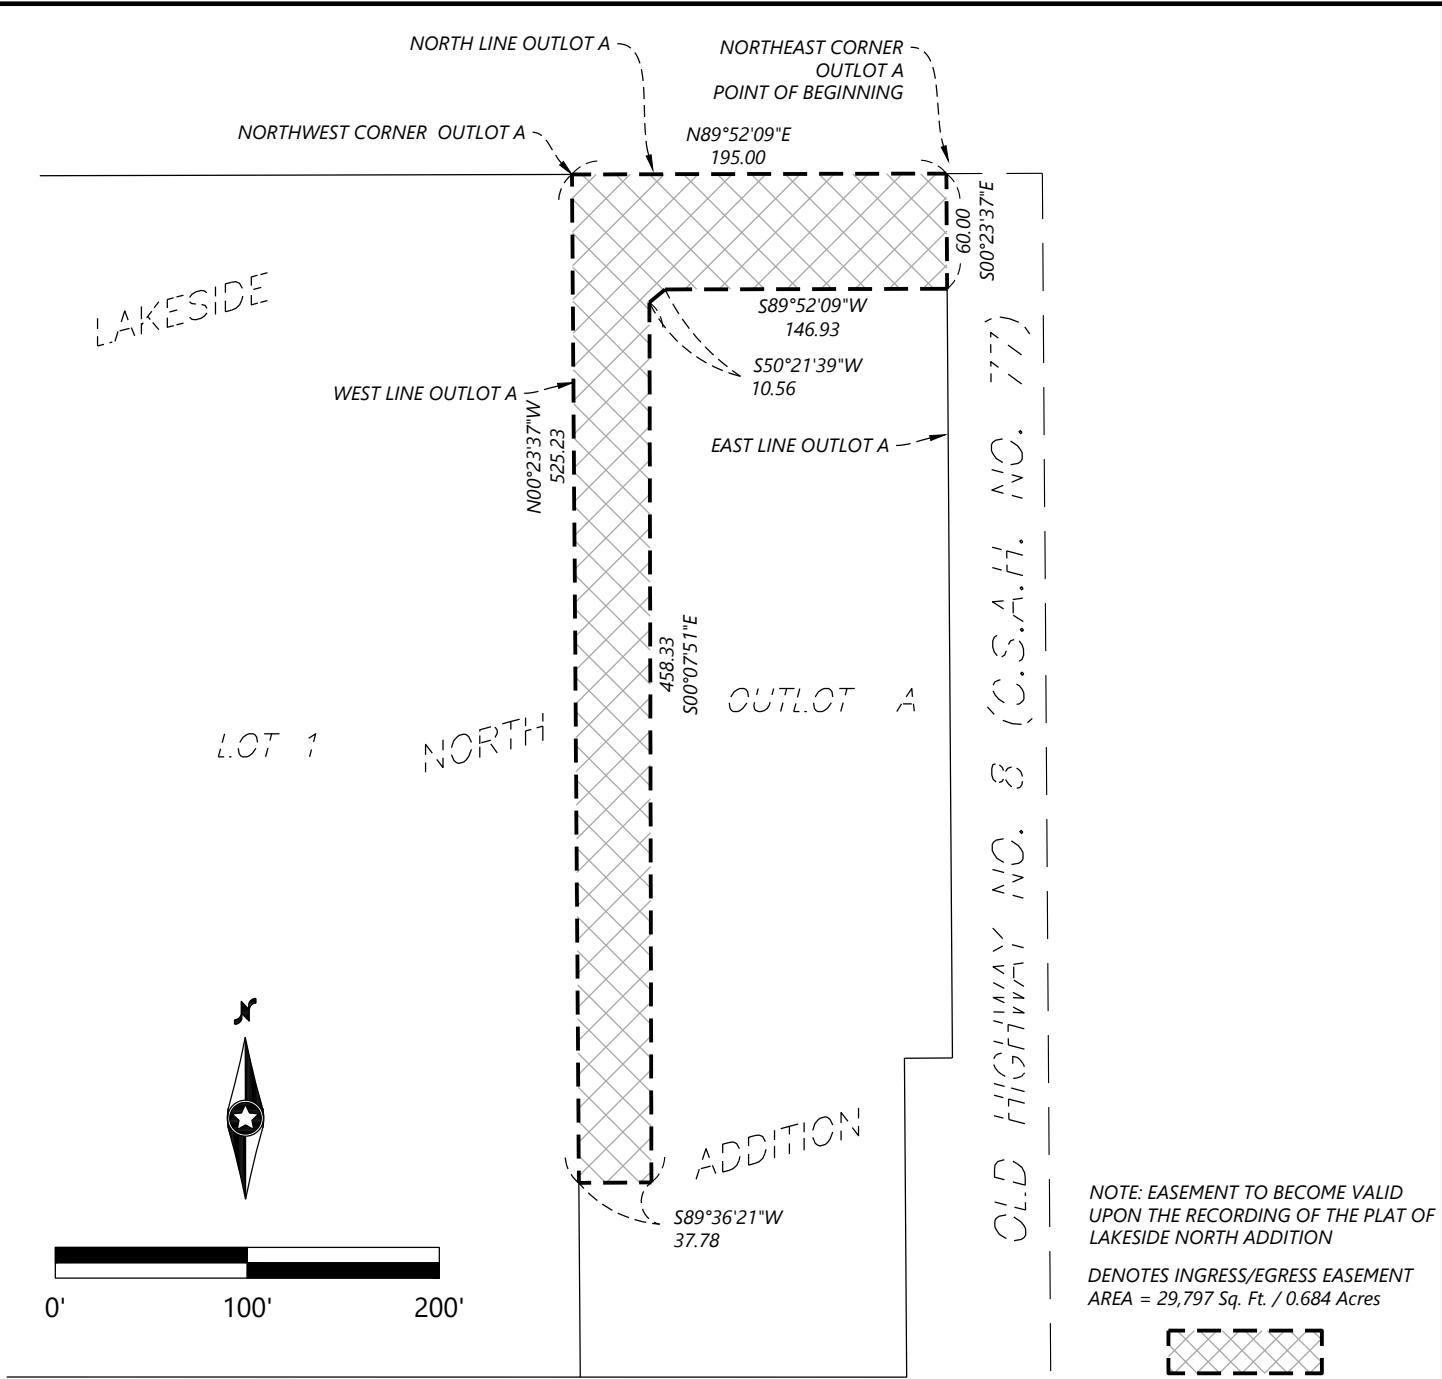 NORTH LINE OUTLOT A
NORTHEAST CORNER
OUTLOT A
POINT OF BEGINNING
NORTHWEST CORNER OUTLOT A
N89°52'09"E
195.00
60.00
S00°23'37"E
LAKESIDE
S89°52'09"W
146.93
S50°21'39"W
10.56
WEST LINE OUTLOT A
N00°23'37"W
525.23
EAST LINE OUTLOT A
458.33
S00°07'51"E
OUTLOT A
LOT 1
NORTH
OLD HIGHWAY NO. 8 (C.S.A.H. NO. 77)
ADDITION
N
S89°36'21"W
37.78
NOTE: EASEMENT TO BECOME VALID
UPON THE RECORDING OF THE PLAT OF
LAKESIDE NORTH ADDITION
DENOTES INGRESS/EGRESS EASEMENT
AREA = 29,797 Sq. Ft. / 0.684 Acres
0' 100' 200'